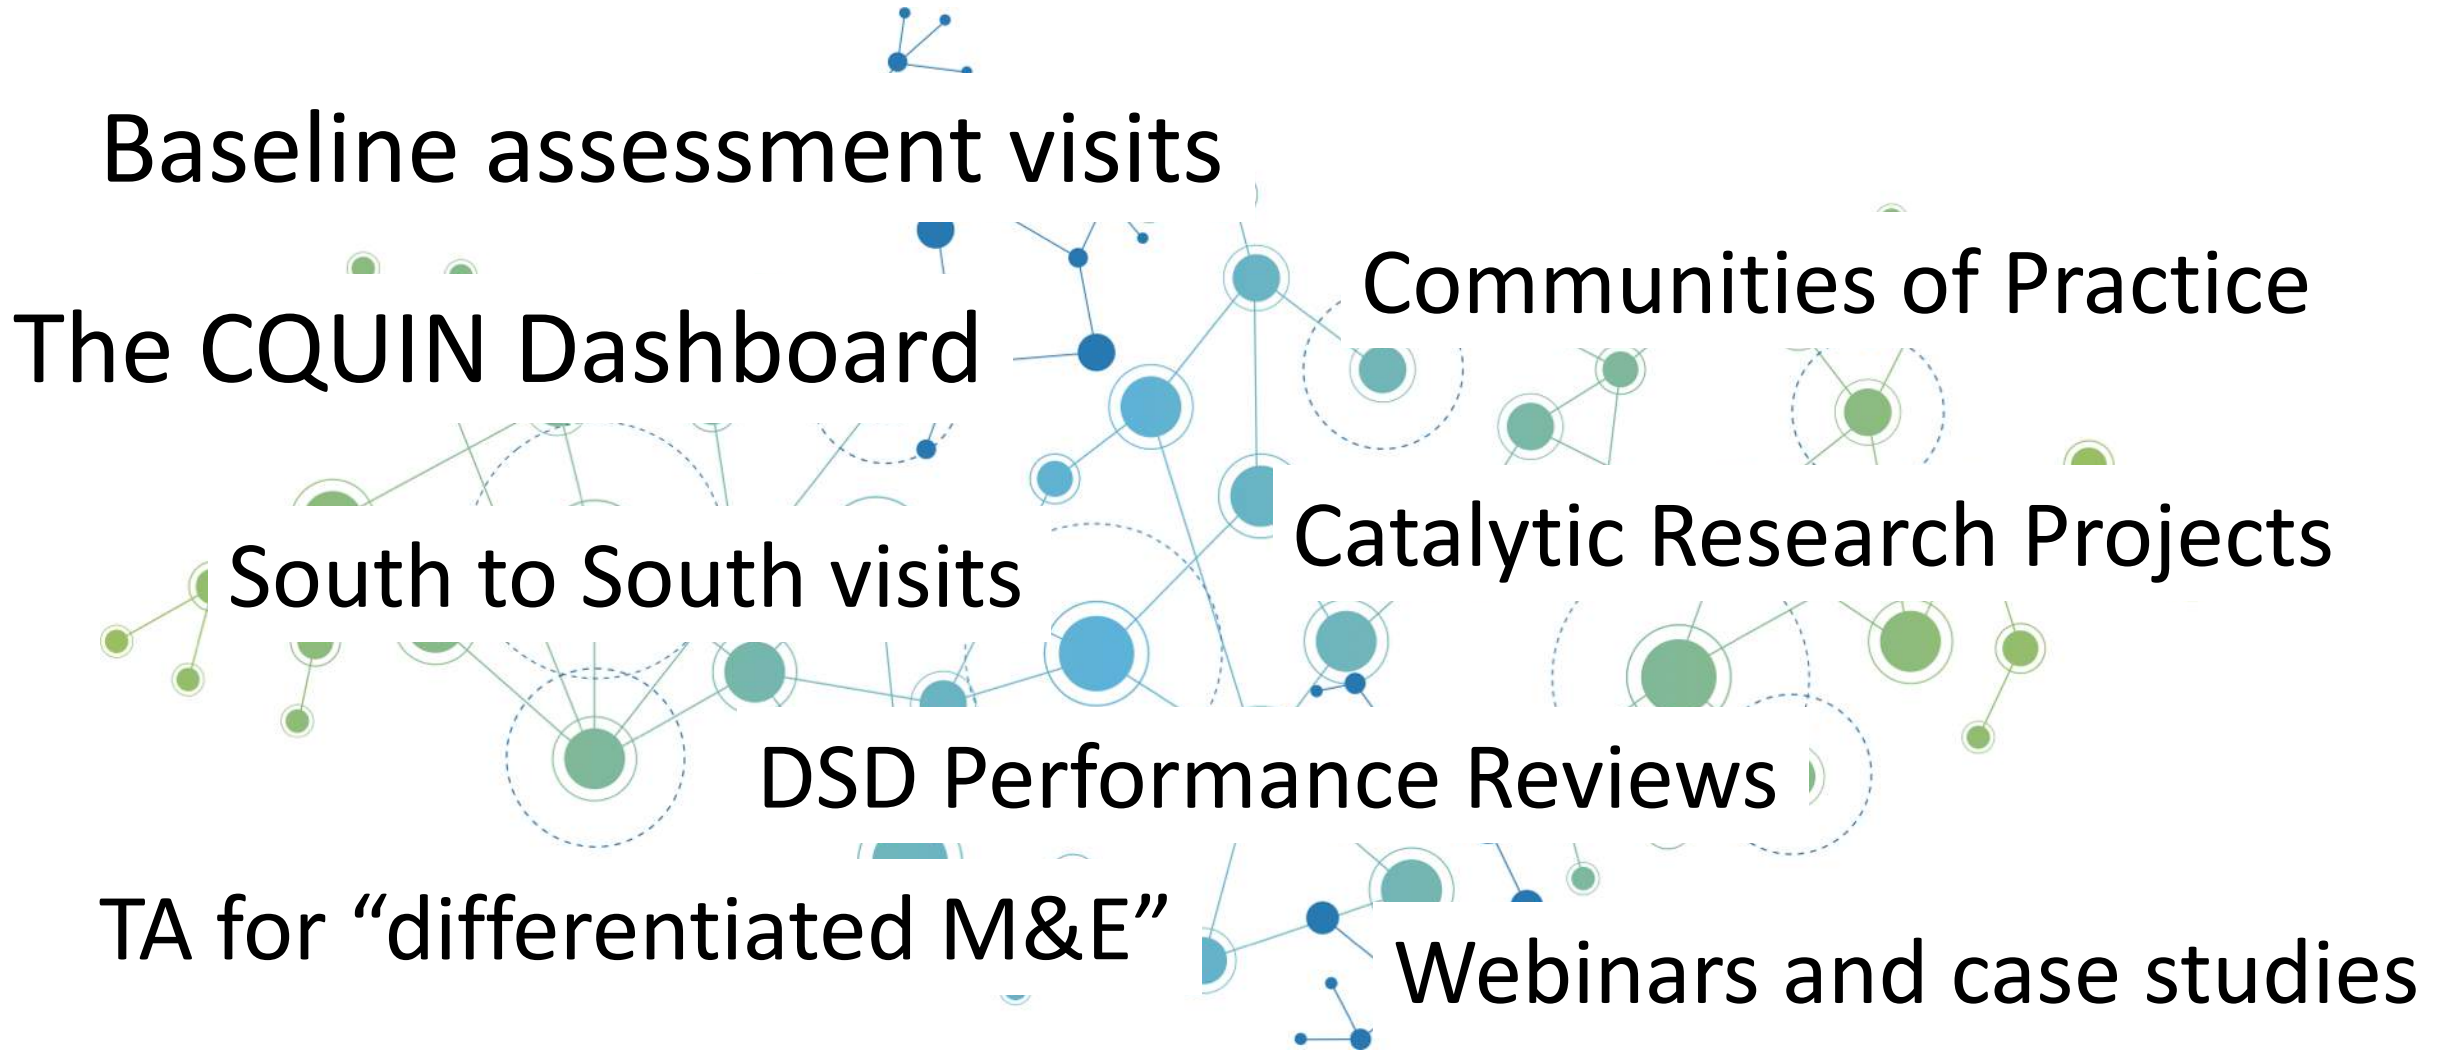 Baseline assessment visits
Communities of Practice
The CQUIN Dashboard
Catalytic Research Projects
South to South visits
DSD Performance Reviews
TA for “differentiated M&E”
Webinars and case studies